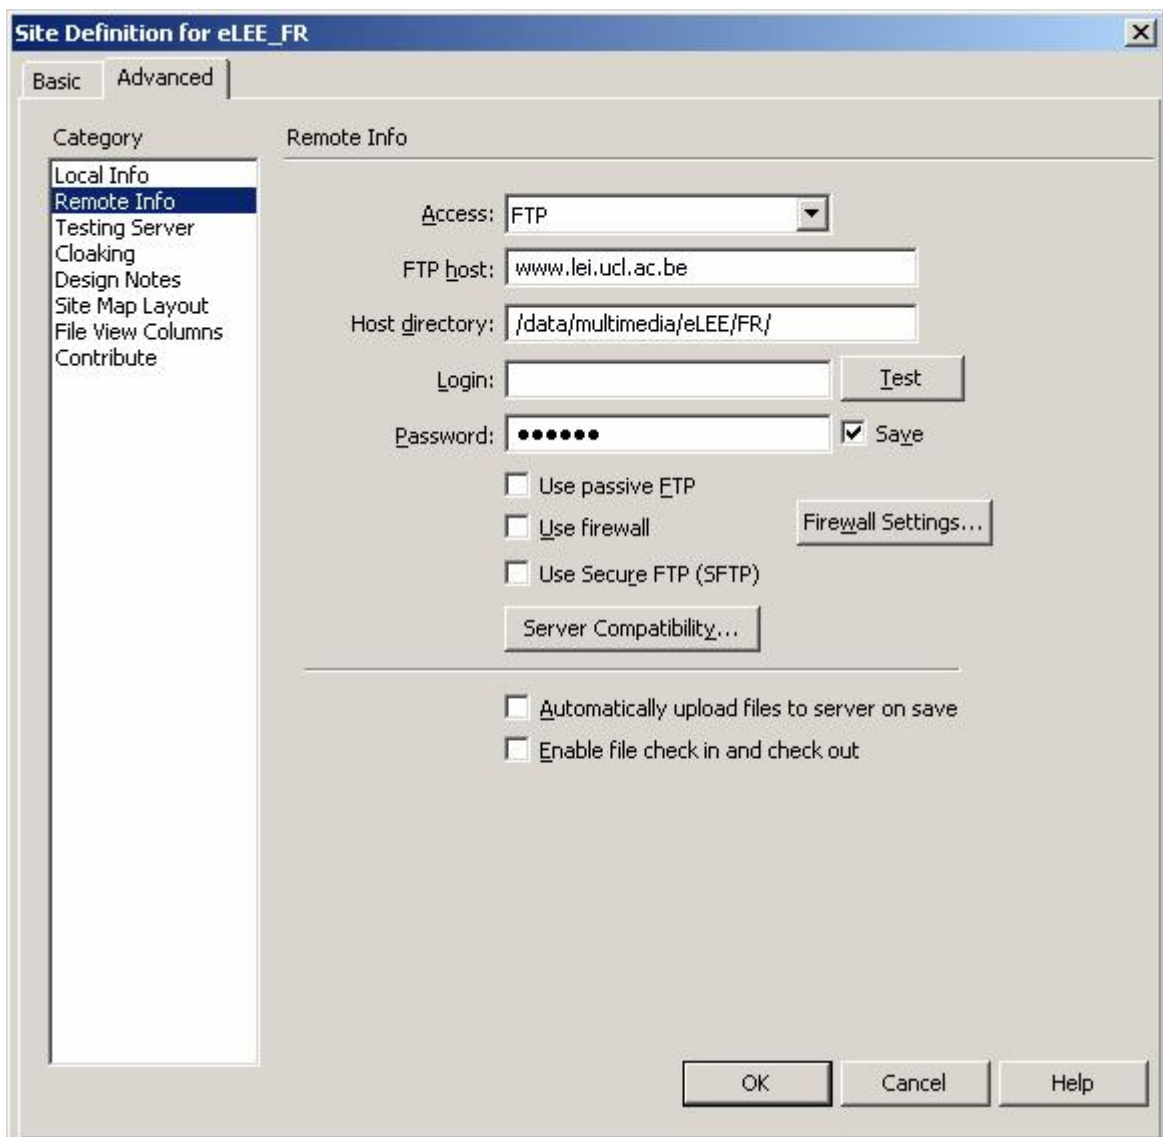 Site Definition for eLEE_FR
Basic
Advanced
Category
Local Info
Remote Info
Testing Server
Cloaking
Design Notes
Site Map Layout
File View Columns
Contribute
Remote Info
Access: FTP
FTP host: www.lei.ucl.ac.be
Host directory: /data/multimedia/eLEE/FR/
Login: Test
Password: •••••• Save
Use passive FTP
Use firewall Firewall Settings...
Use Secure FTP (SFTP)
Server Compatibility...
Automatically upload files to server on save
Enable file check in and check out
OK Cancel Help